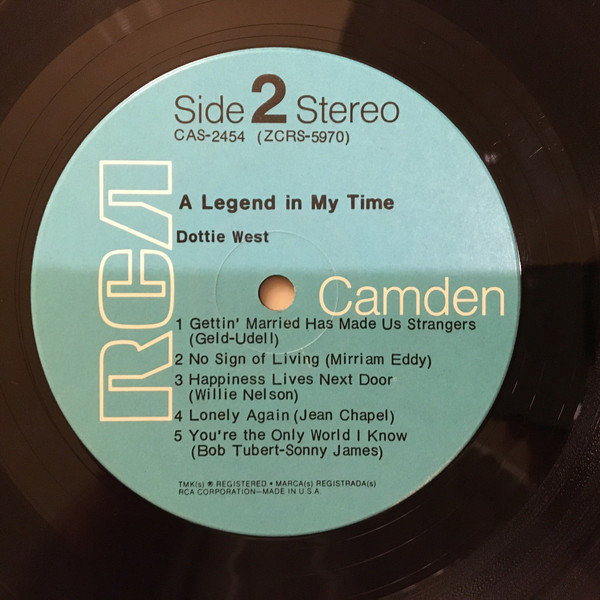 Side 2 Stereo
CAS-2454 (ZCRS-5970)
A Legend in My Time
Dottie West
RCA
Camden
1 Gettin' Married Has Made Us Strangers
(Geld-Udell)
2 No Sign of Living (Mirriam Eddy)
3 Happiness Lives Next Door
(Willie Nelson)
4 Lonely Again (Jean Chapel)
5 You're the Only World I Know
(Bob Tubert-Sonny James)
TMK(s) ® REGISTERED • MARCA(s) REGISTRADA(s)
RCA CORPORATION—MADE IN U.S.A.